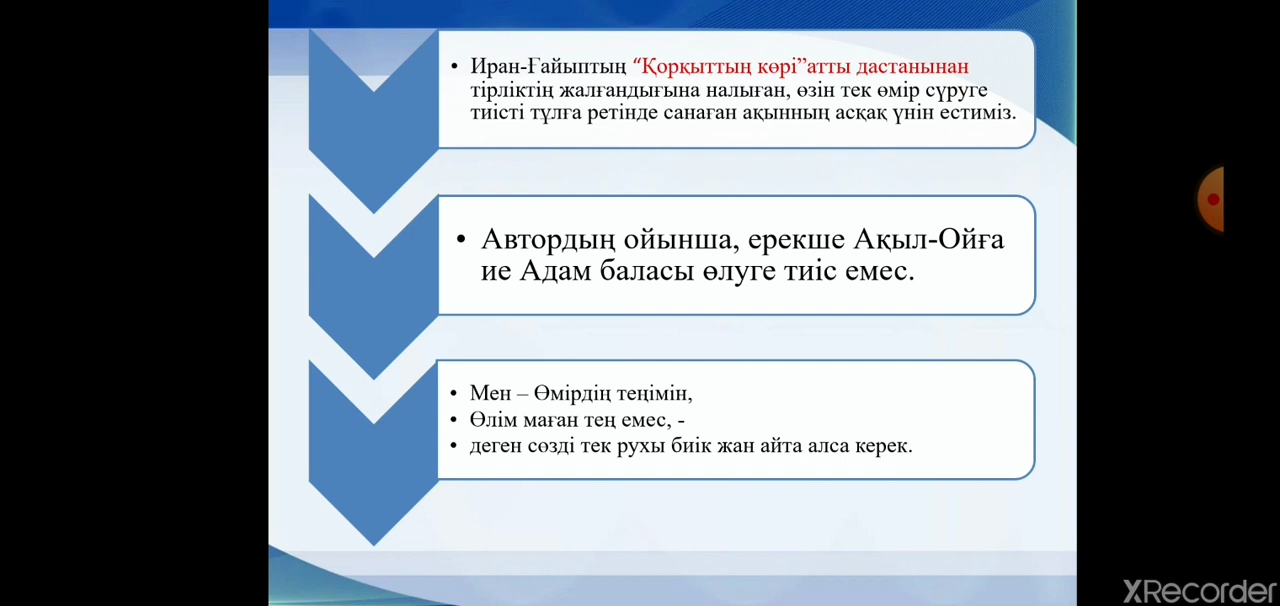 • Иран-Ғайыптың “Қорқыттың көрі”атты дастанынан
тірліктің жалғандығына налыған, өзін тек өмір сүруге
тиісті тұлға ретінде санаған ақынның асқақ үнін естиміз.
• Автордың ойынша, ерекше Ақыл-Ойға
ие Адам баласы өлуге тиіс емес.
• Мен – Өмірдің теңімін,
• Өлім маған тең емес, -
• деген сөзді тек рухы биік жан айта алса керек.
XRecorder